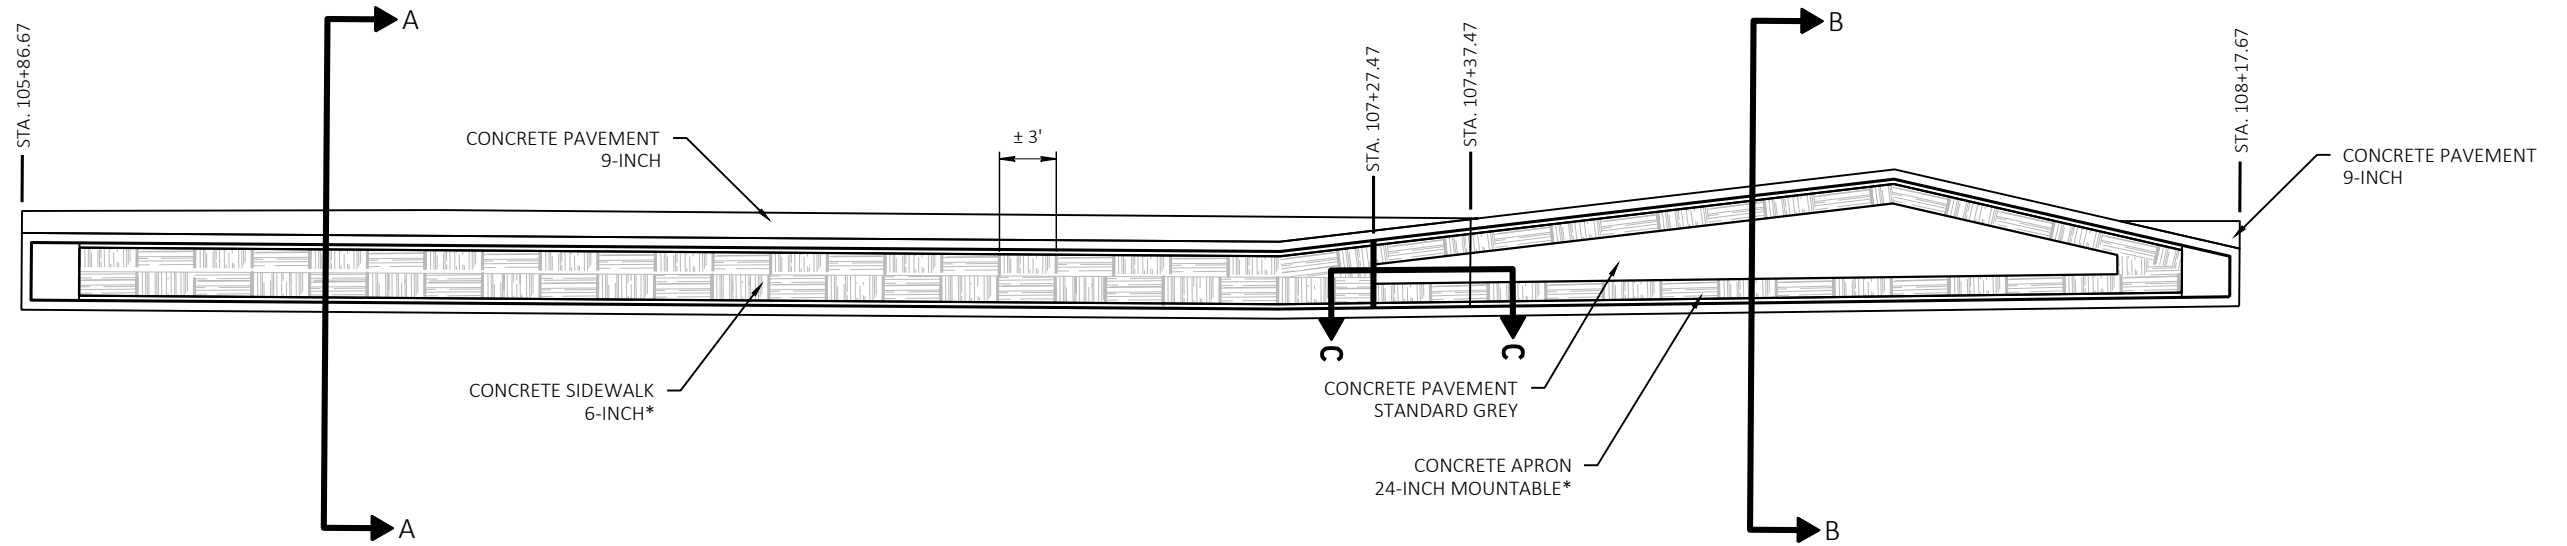 A
B
STA. 105+86.67
STA. 107+27.47
STA. 107+37.47
STA. 108+17.67
CONCRETE PAVEMENT
9-INCH
± 3'
CONCRETE PAVEMENT
9-INCH
C
C
CONCRETE SIDEWALK
6-INCH*
CONCRETE PAVEMENT
STANDARD GREY
CONCRETE APRON
24-INCH MOUNTABLE*
A
B